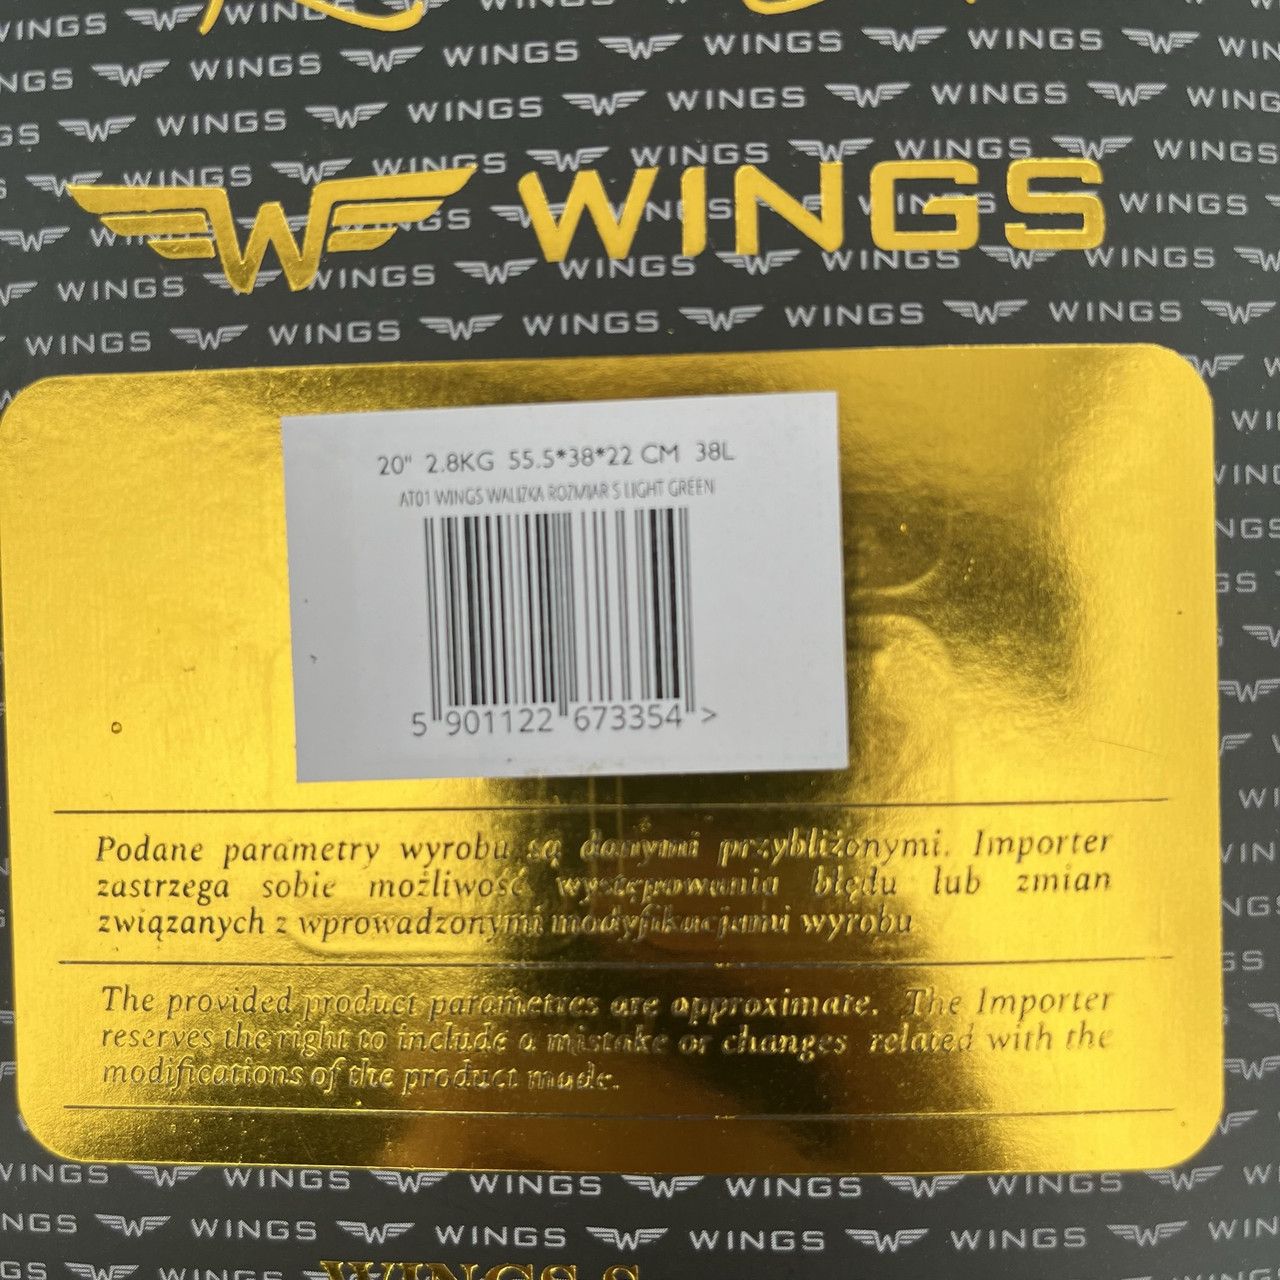 WINGS
20" 2.8KG 55.5*38*22 CM 38L
AT01 WINGS WALIZKA ROZMIAR S LIGHT GREEN
5 901122 673354 >
Podane parametry wyrobu są danymi przybliżonymi. Importer
zastrzega sobie możliwość występowania błędu lub zmian
związanych z wprowadzonymi modyfikacjami wyrobu
The provided product parametres are approximate. The Importer
reserves the right to include a mistake or changes related with the
modifications of the product made.
WINGS S